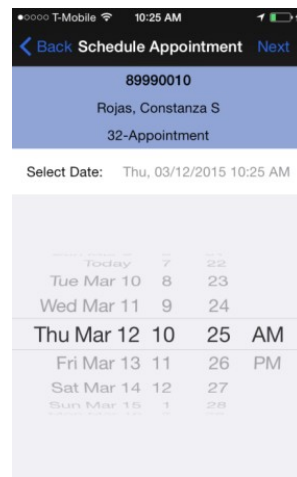 T-Mobile 10:25 AM
Back Schedule Appointment Next
89990010
Rojas, Constanza S
32-Appointment
Select Date: Thu, 03/12/2015 10:25 AM
Today 7 22
Tue Mar 10 8 23
Wed Mar 11 9 24
Thu Mar 12 10 25 AM
Fri Mar 13 11 26 PM
Sat Mar 14 12 27
Sun Mar 15 1 28